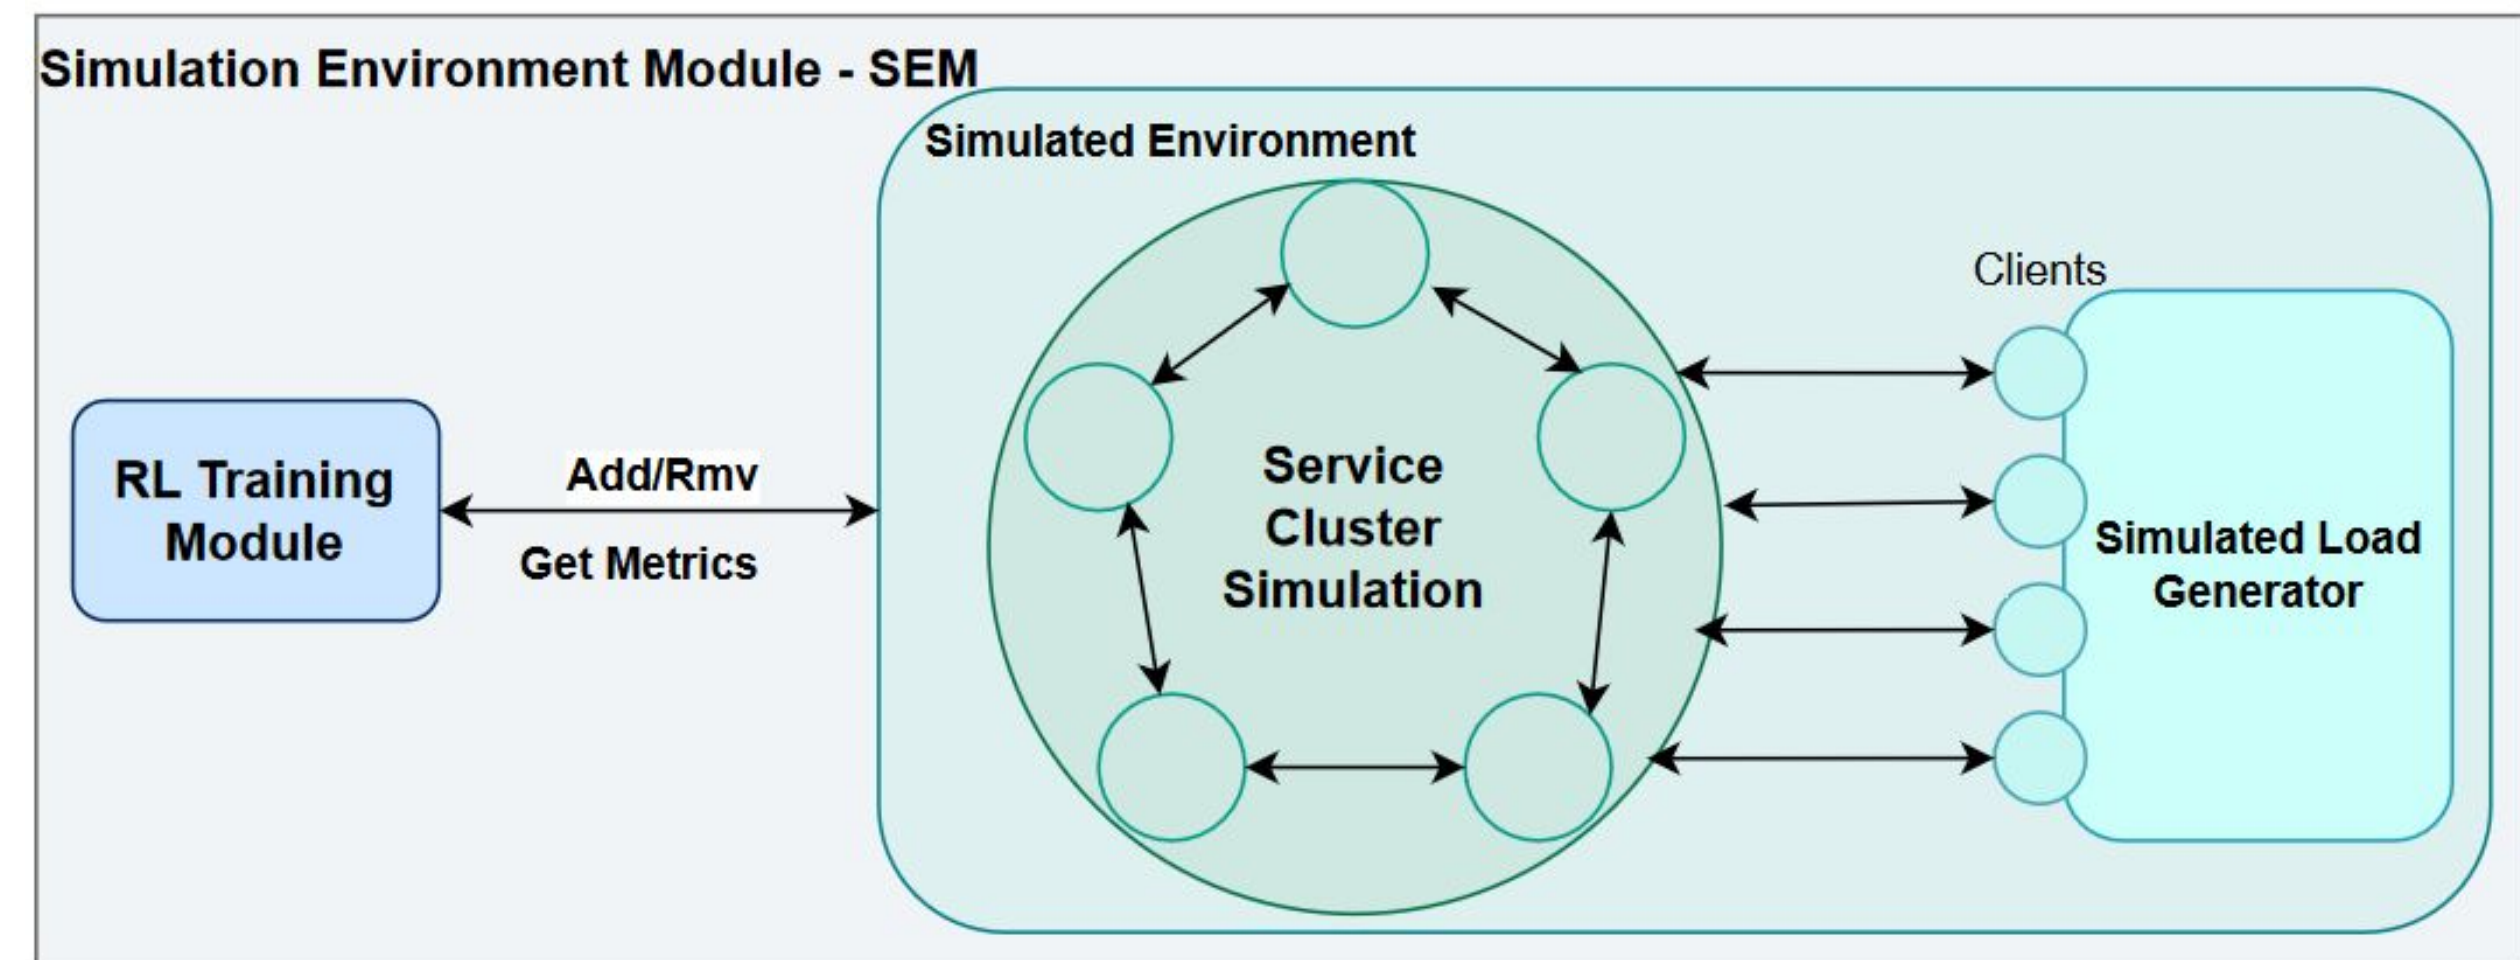 Simulation Environment Module - SEM
Simulated Environment
Clients
RL Training
Module
Add/Rmv
Get Metrics
Service
Cluster
Simulation
Simulated Load
Generator